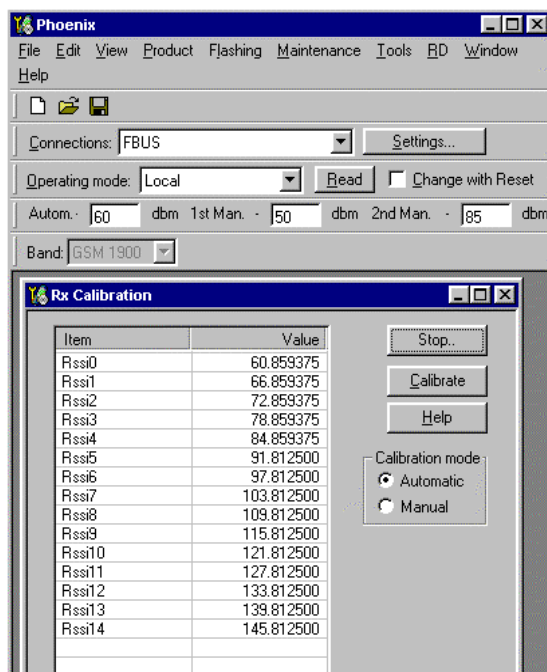 Phoenix
File Edit View Product Flashing Maintenance Tools RD Window
Help
Connections: FBUS Settings...
Operating mode: Local Read Change with Reset
Autom. - 60 dbm 1st Man. - 50 dbm 2nd Man. - 85 dbm
Band: GSM 1900
Rx Calibration
Item Value Stop..
Rssi0 60.859375
Rssi1 66.859375 Calibrate
Rssi2 72.859375
Rssi3 78.859375 Help
Rssi4 84.859375
Rssi5 91.812500 Calibration mode
Rssi6 97.812500 Automatic
Rssi7 103.812500 Manual
Rssi8 109.812500
Rssi9 115.812500
Rssi10 121.812500
Rssi11 127.812500
Rssi12 133.812500
Rssi13 139.812500
Rssi14 145.812500